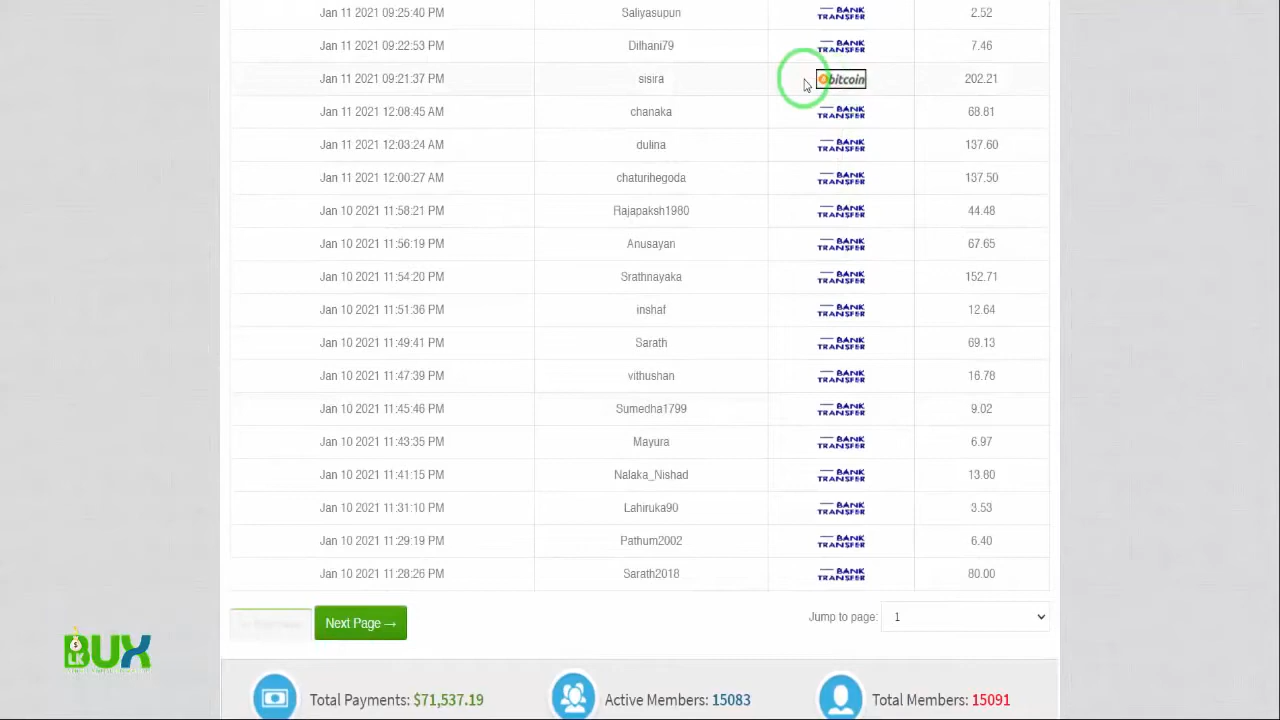 Jan 11 2021 09:25:41 PM Saliyasupun BANK TRANSFER 2.52
Jan 11 2021 09:22:53 PM Dilhani79 BANK TRANSFER 7.46
Jan 11 2021 08:31:37 PM sisira bitcoin 202.21
Jan 11 2021 12:08:45 AM chanaka BANK TRANSFER 68.81
Jan 11 2021 12:03:24 AM dulina BANK TRANSFER 137.60
Jan 11 2021 12:00:27 AM chaturihegoda BANK TRANSFER 137.50
Jan 10 2021 11:58:22 PM Rajapaksh1980 BANK TRANSFER 44.48
Jan 10 2021 11:56:19 PM Anusayan BANK TRANSFER 67.65
Jan 10 2021 11:54:20 PM Srathnayaka BANK TRANSFER 152.71
Jan 10 2021 11:51:24 PM inshaf BANK TRANSFER 12.64
Jan 10 2021 11:49:41 PM Sarath BANK TRANSFER 69.13
Jan 10 2021 11:47:39 PM vithushan BANK TRANSFER 16.78
Jan 10 2021 11:45:40 PM Sumedha1799 BANK TRANSFER 9.02
Jan 10 2021 11:43:35 PM Mayura BANK TRANSFER 6.97
Jan 10 2021 11:41:15 PM Nalaka_Nishad BANK TRANSFER 13.60
Jan 10 2021 11:38:10 PM Lahiruka90 BANK TRANSFER 3.53
Jan 10 2021 11:29:19 PM Pathum2002 BANK TRANSFER 6.40
Jan 10 2021 11:28:26 PM Sarath2018 BANK TRANSFER 80.00
Next Page → Jump to page: 1
LK BUX
Total Payments: $71,537.19 Active Members: 15083 Total Members: 15091